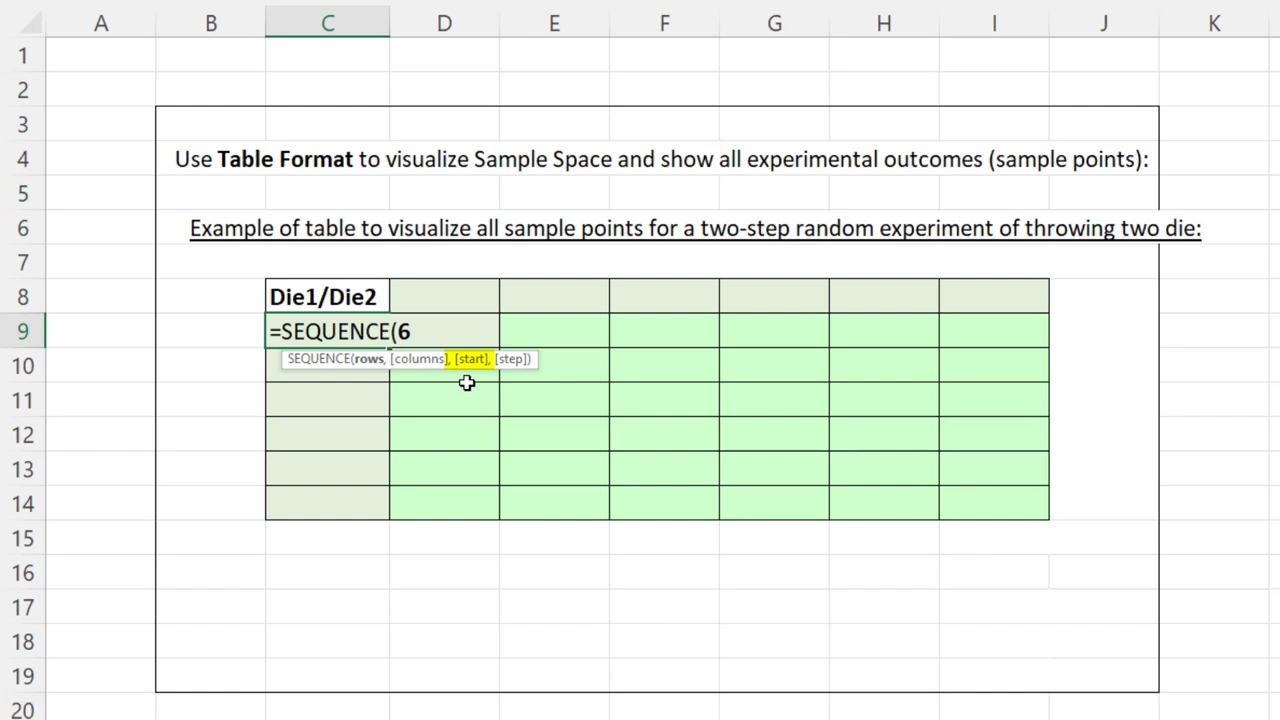 A B C D E F G H I J K
1
2
3
4 Use Table Format to visualize Sample Space and show all experimental outcomes (sample points):
5
6 Example of table to visualize all sample points for a two-step random experiment of throwing two die:
7
8 Die1/Die2
9 =SEQUENCE(6
SEQUENCE(rows, [columns], [start], [step])
10
11
12
13
14
15
16
17
18
19
20